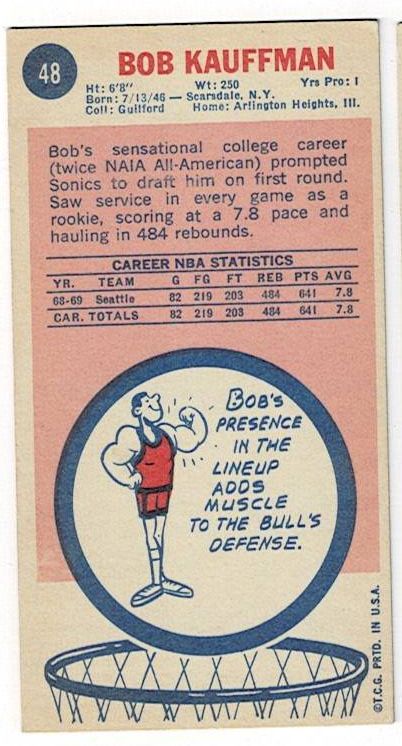 48
BOB KAUFFMAN
Ht: 6'8" Wt: 250 Yrs Pro: 1
Born: 7/13/46 — Scarsdale, N.Y.
Coll: Guilford Home: Arlington Heights, Ill.
Bob's sensational college career
(twice NAIA All-American) prompted
Sonics to draft him on first round.
Saw service in every game as a
rookie, scoring at a 7.8 pace and
hauling in 484 rebounds.
CAREER NBA STATISTICS
YR. TEAM G FG FT REB PTS AVG
68-69 Seattle 82 219 203 484 641 7.8
CAR. TOTALS 82 219 203 484 641 7.8
BOB'S
PRESENCE
IN THE
LINEUP
ADDS
MUSCLE
TO THE BULL'S
DEFENSE.
©T.C.G. PRTD. IN U.S.A.